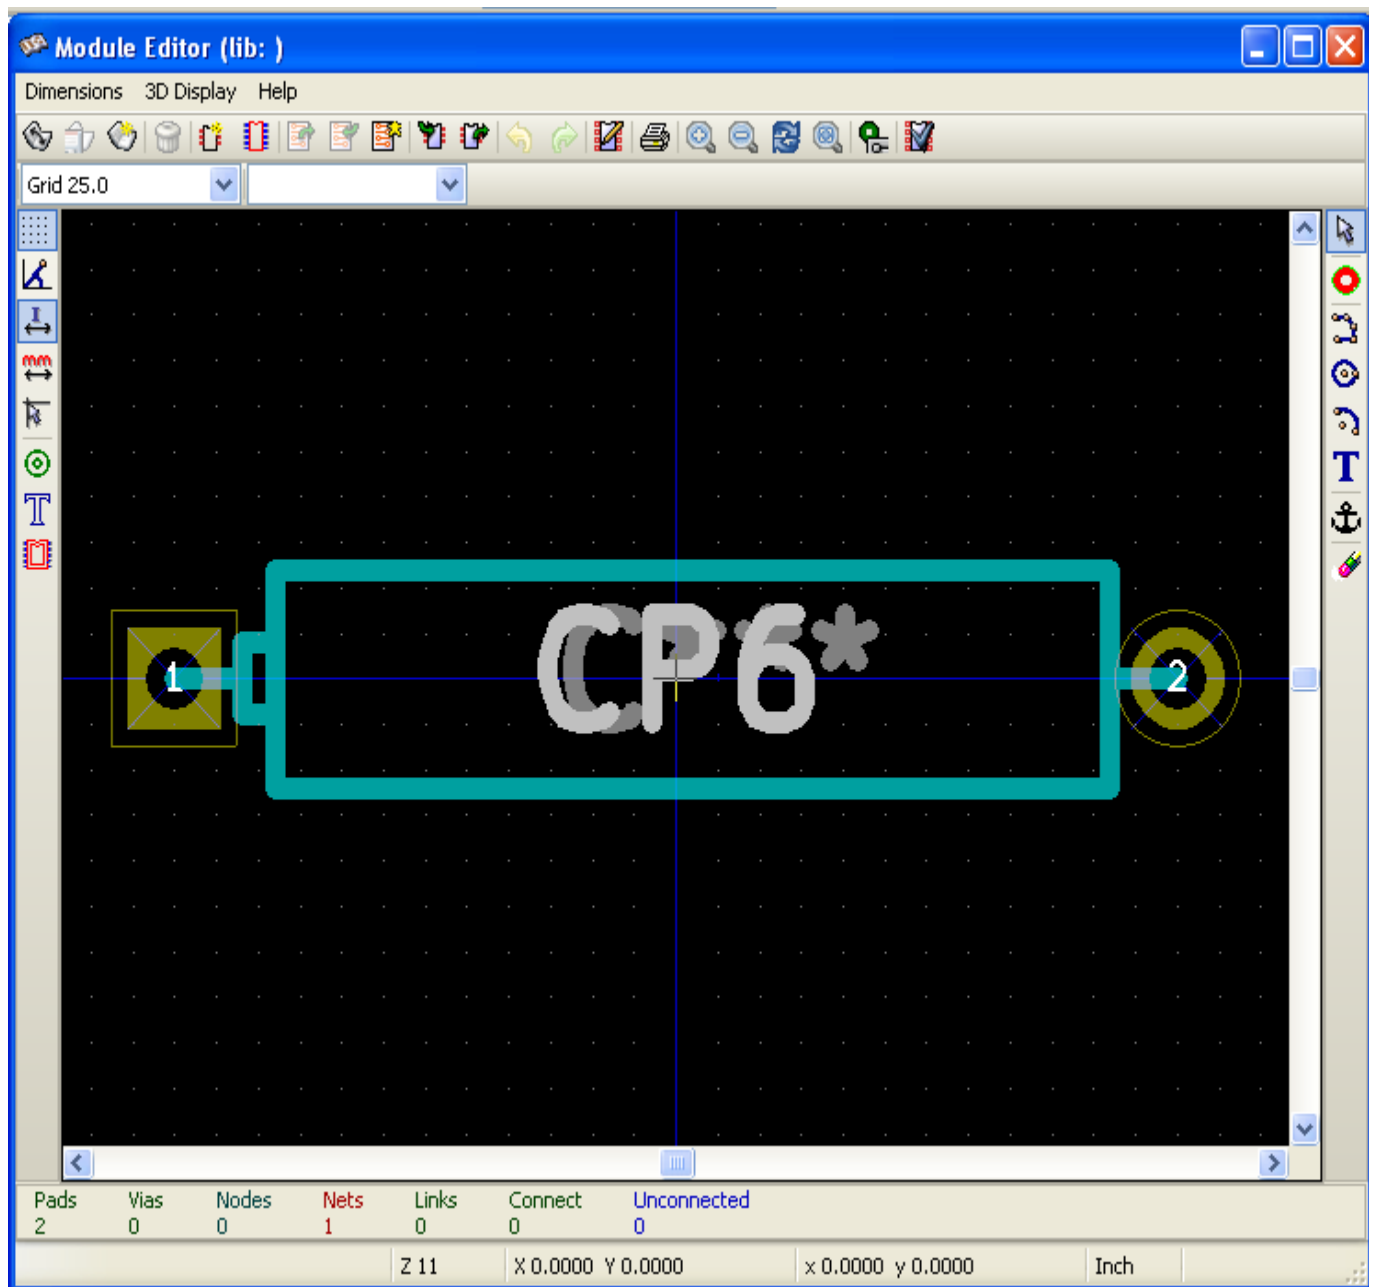 Module Editor (lib: )
Dimensions 3D Display Help
Grid 25.0
I
mm
T
T
CP6
1
2
Pads Vias Nodes Nets Links Connect Unconnected
2 0 0 1 0 0 0
Z 11 X 0.0000 Y 0.0000 x 0.0000 y 0.0000 Inch